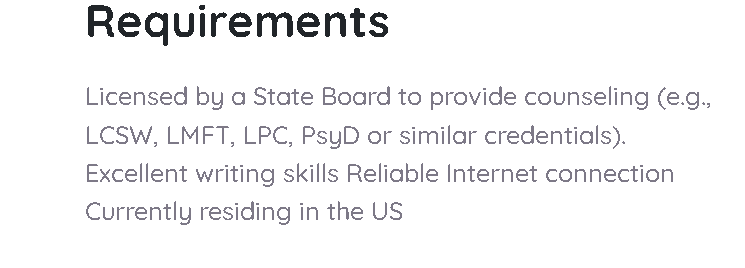 Requirements
Licensed by a State Board to provide counseling (e.g.,
LCSW, LMFT, LPC, PsyD or similar credentials).
Excellent writing skills Reliable Internet connection
Currently residing in the US